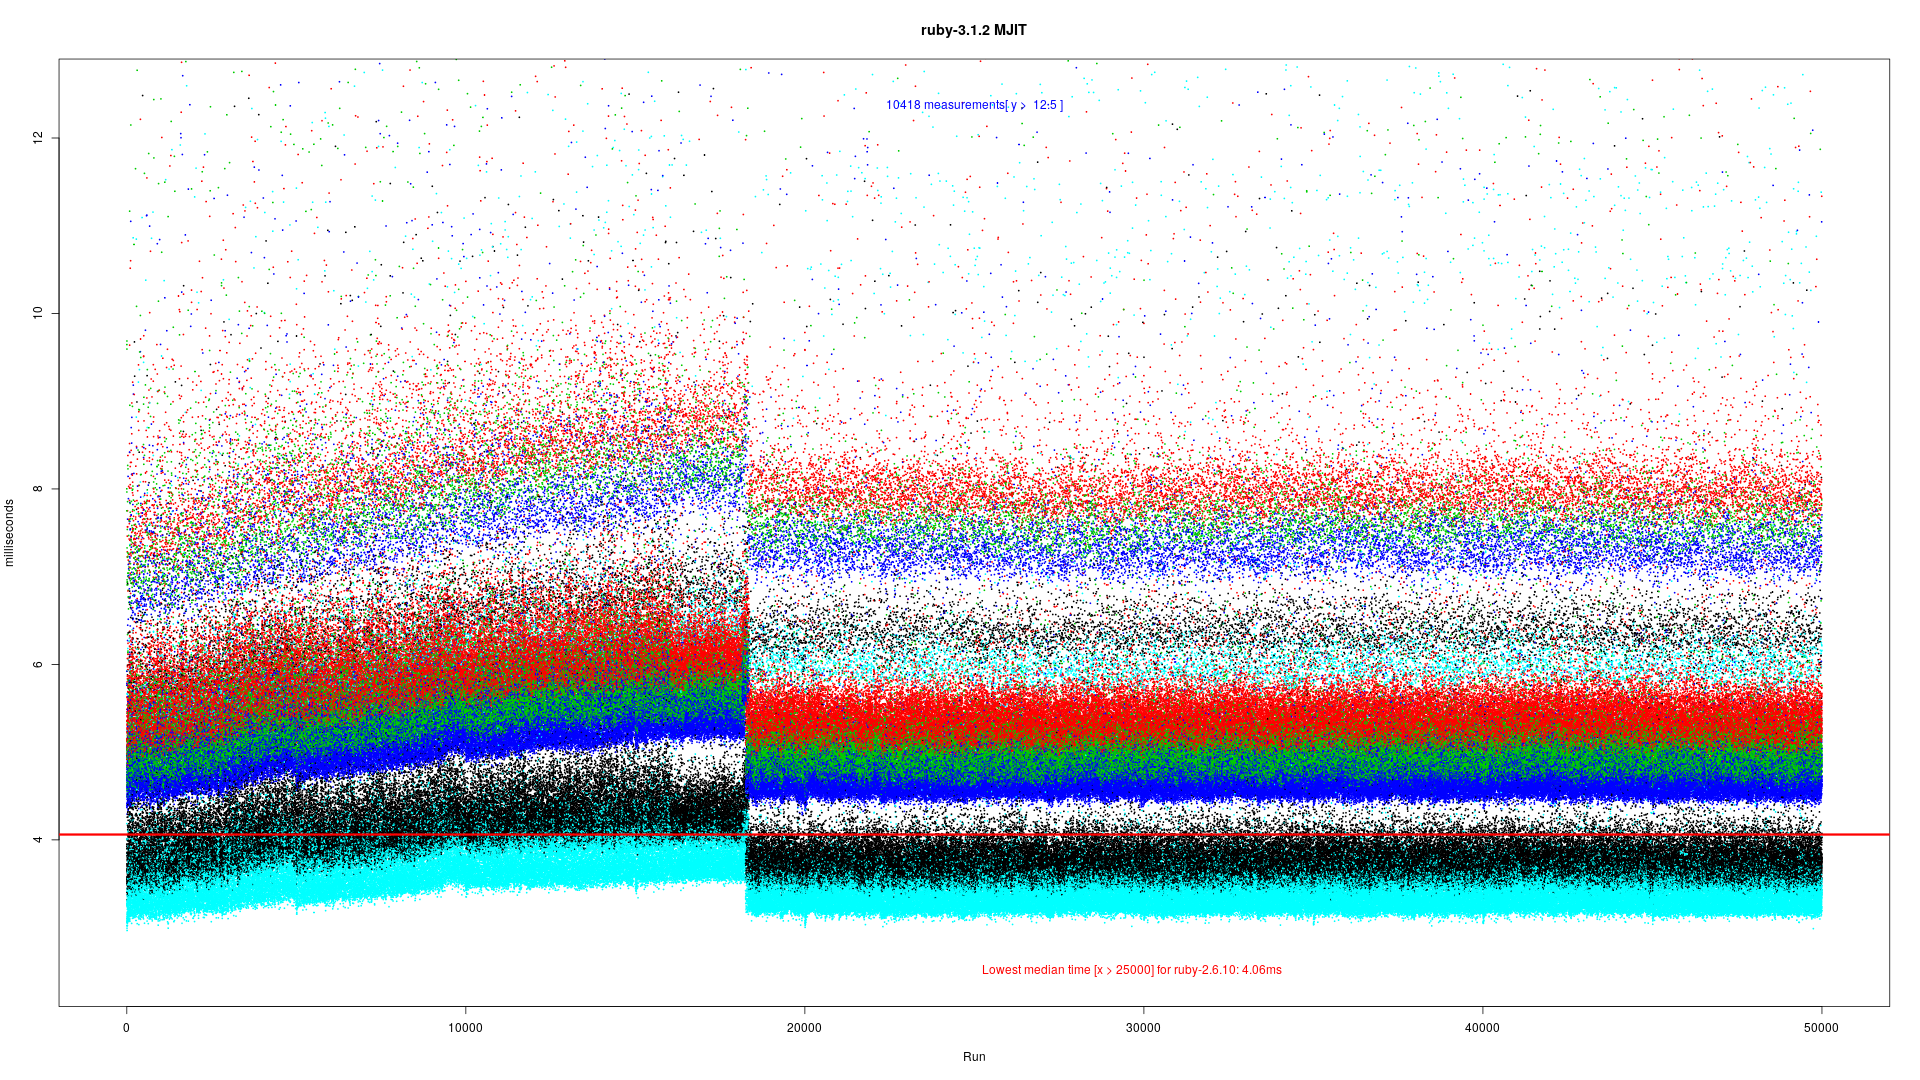 ruby-3.1.2 MJIT
10418 measurements[ y > 12:5 ]
milliseconds
12
10
8
6
4
Lowest median time [x > 25000] for ruby-2.6.10: 4.06ms
0 10000 20000 30000 40000 50000
Run